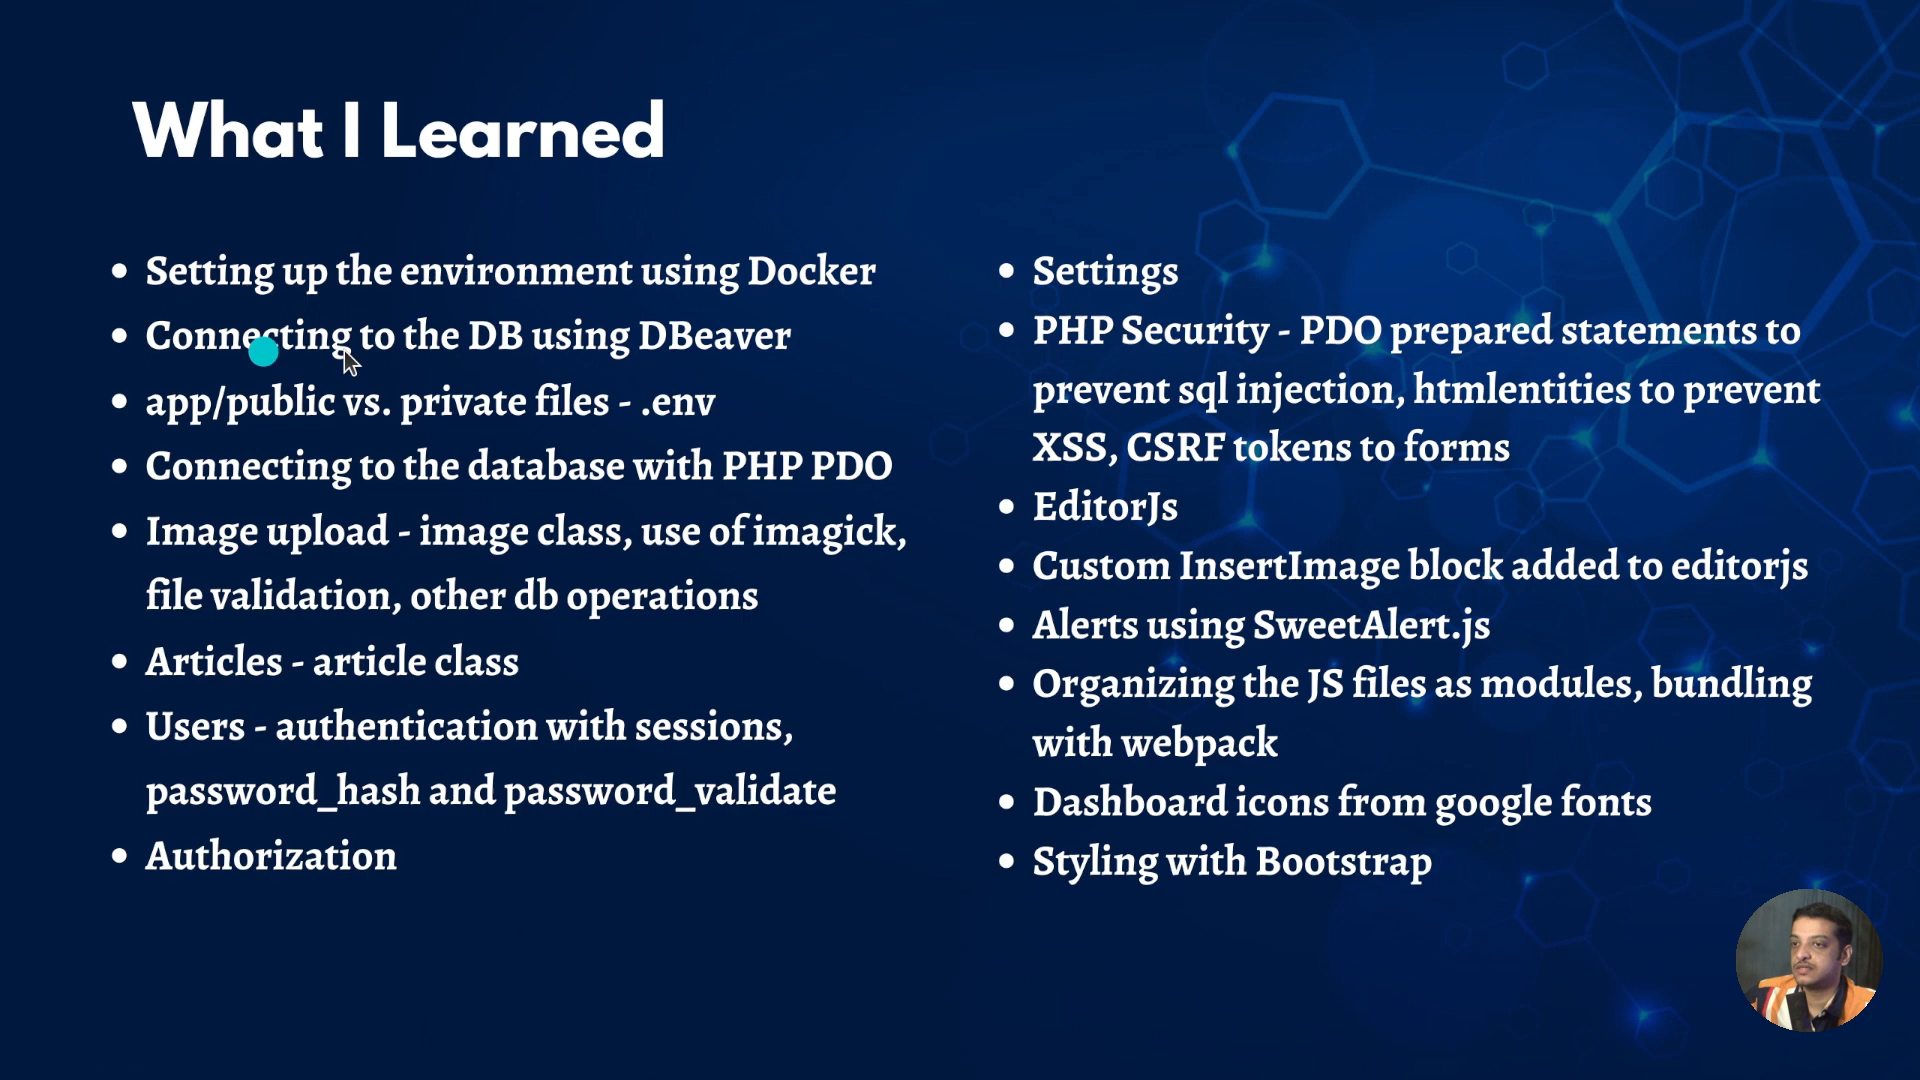 What I Learned
• Setting up the environment using Docker
• Connecting to the DB using DBeaver
• app/public vs. private files - .env
• Connecting to the database with PHP PDO
• Image upload - image class, use of imagick,
file validation, other db operations
• Articles - article class
• Users - authentication with sessions,
password_hash and password_validate
• Authorization
• Settings
• PHP Security - PDO prepared statements to
prevent sql injection, htmlentities to prevent
XSS, CSRF tokens to forms
• EditorJs
• Custom InsertImage block added to editorjs
• Alerts using SweetAlert.js
• Organizing the JS files as modules, bundling
with webpack
• Dashboard icons from google fonts
• Styling with Bootstrap